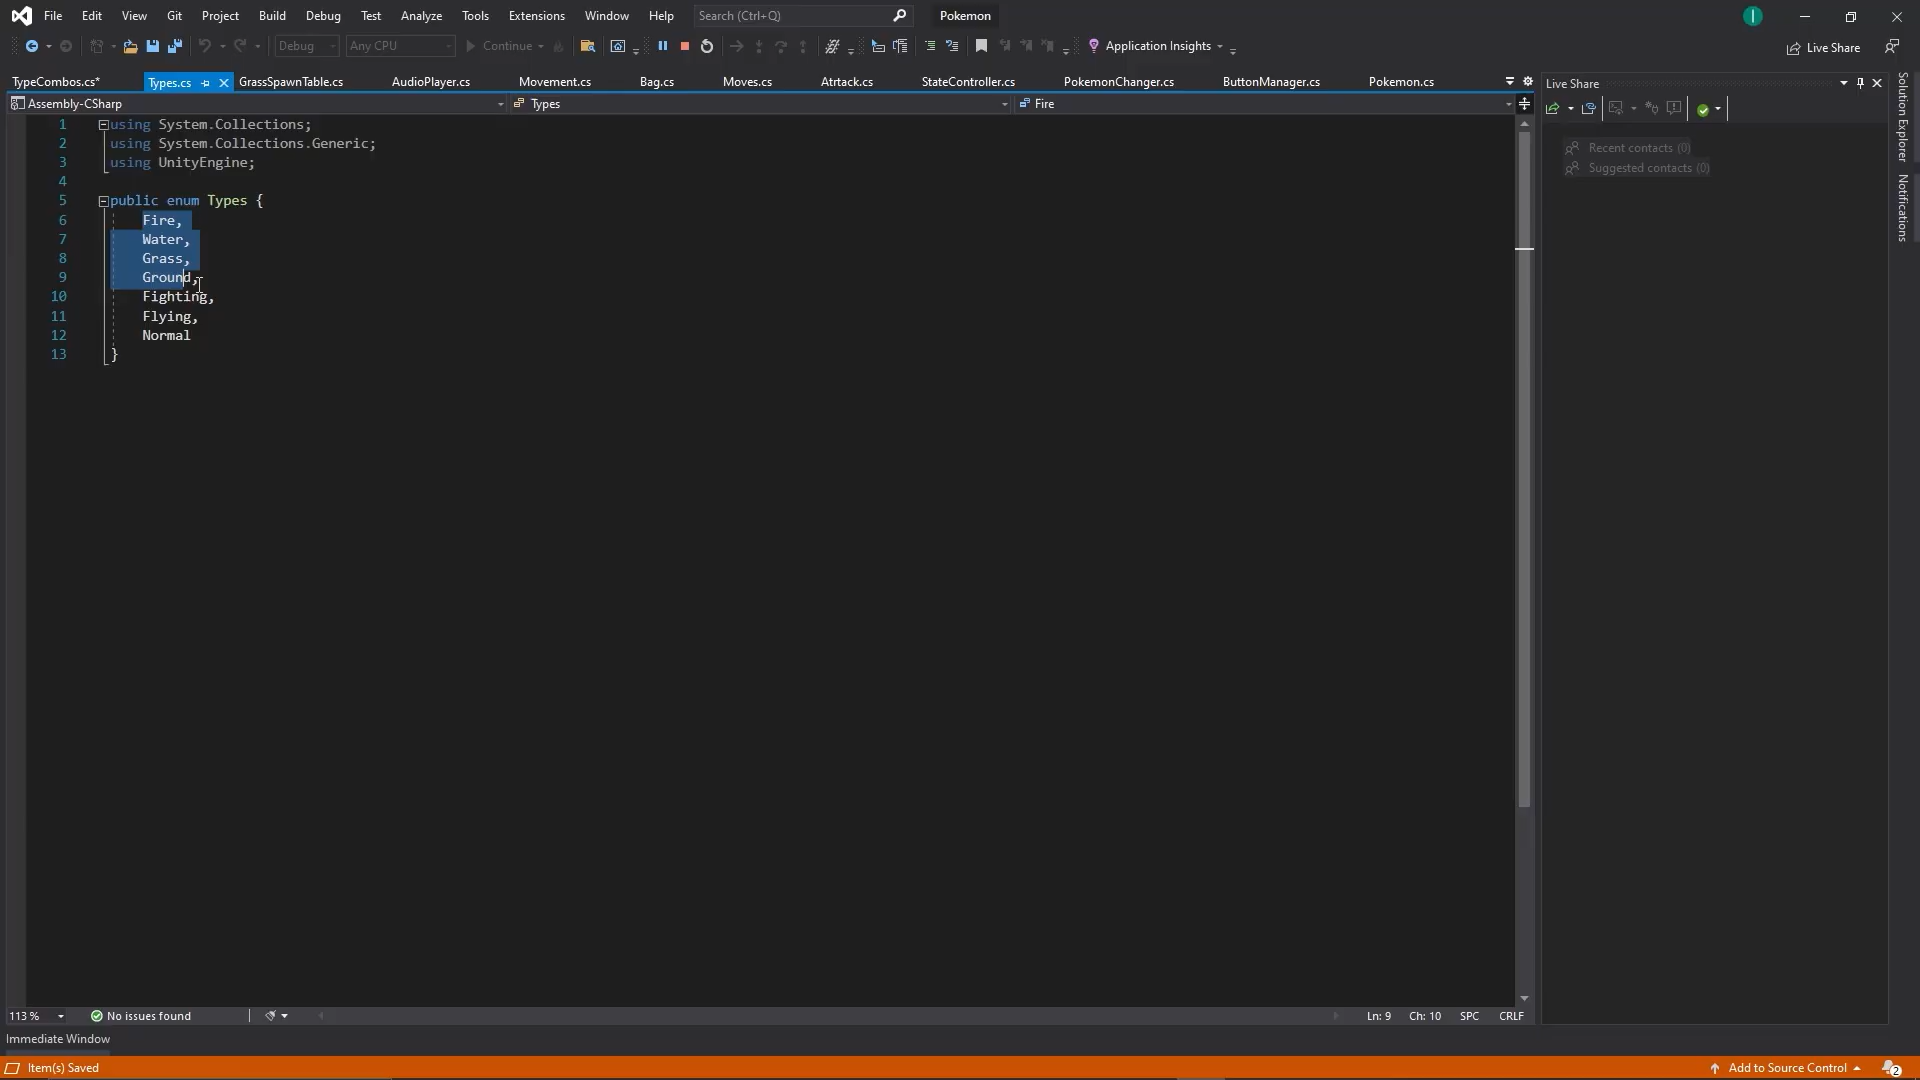 File Edit View Git Project Build Debug Test Analyze Tools Extensions Window Help Search (Ctrl+Q) Pokemon I
Debug Any CPU Continue Application Insights Live Share
TypeCombos.cs* Types.cs GrassSpawnTable.cs AudioPlayer.cs Movement.cs Bag.cs Moves.cs Atrtack.cs StateController.cs PokemonChanger.cs ButtonManager.cs Pokemon.cs
Assembly-CSharp Types Fire
1 using System.Collections;
2 using System.Collections.Generic;
3 using UnityEngine;
4
5 public enum Types {
6 Fire,
7 Water,
8 Grass,
9 Ground,
10 Fighting,
11 Flying,
12 Normal
13 }
Live Share
Recent contacts (0)
Suggested contacts (0)
Solution Explorer
Notifications
113 % No issues found Ln: 9 Ch: 10 SPC CRLF
Immediate Window
Item(s) Saved Add to Source Control 2